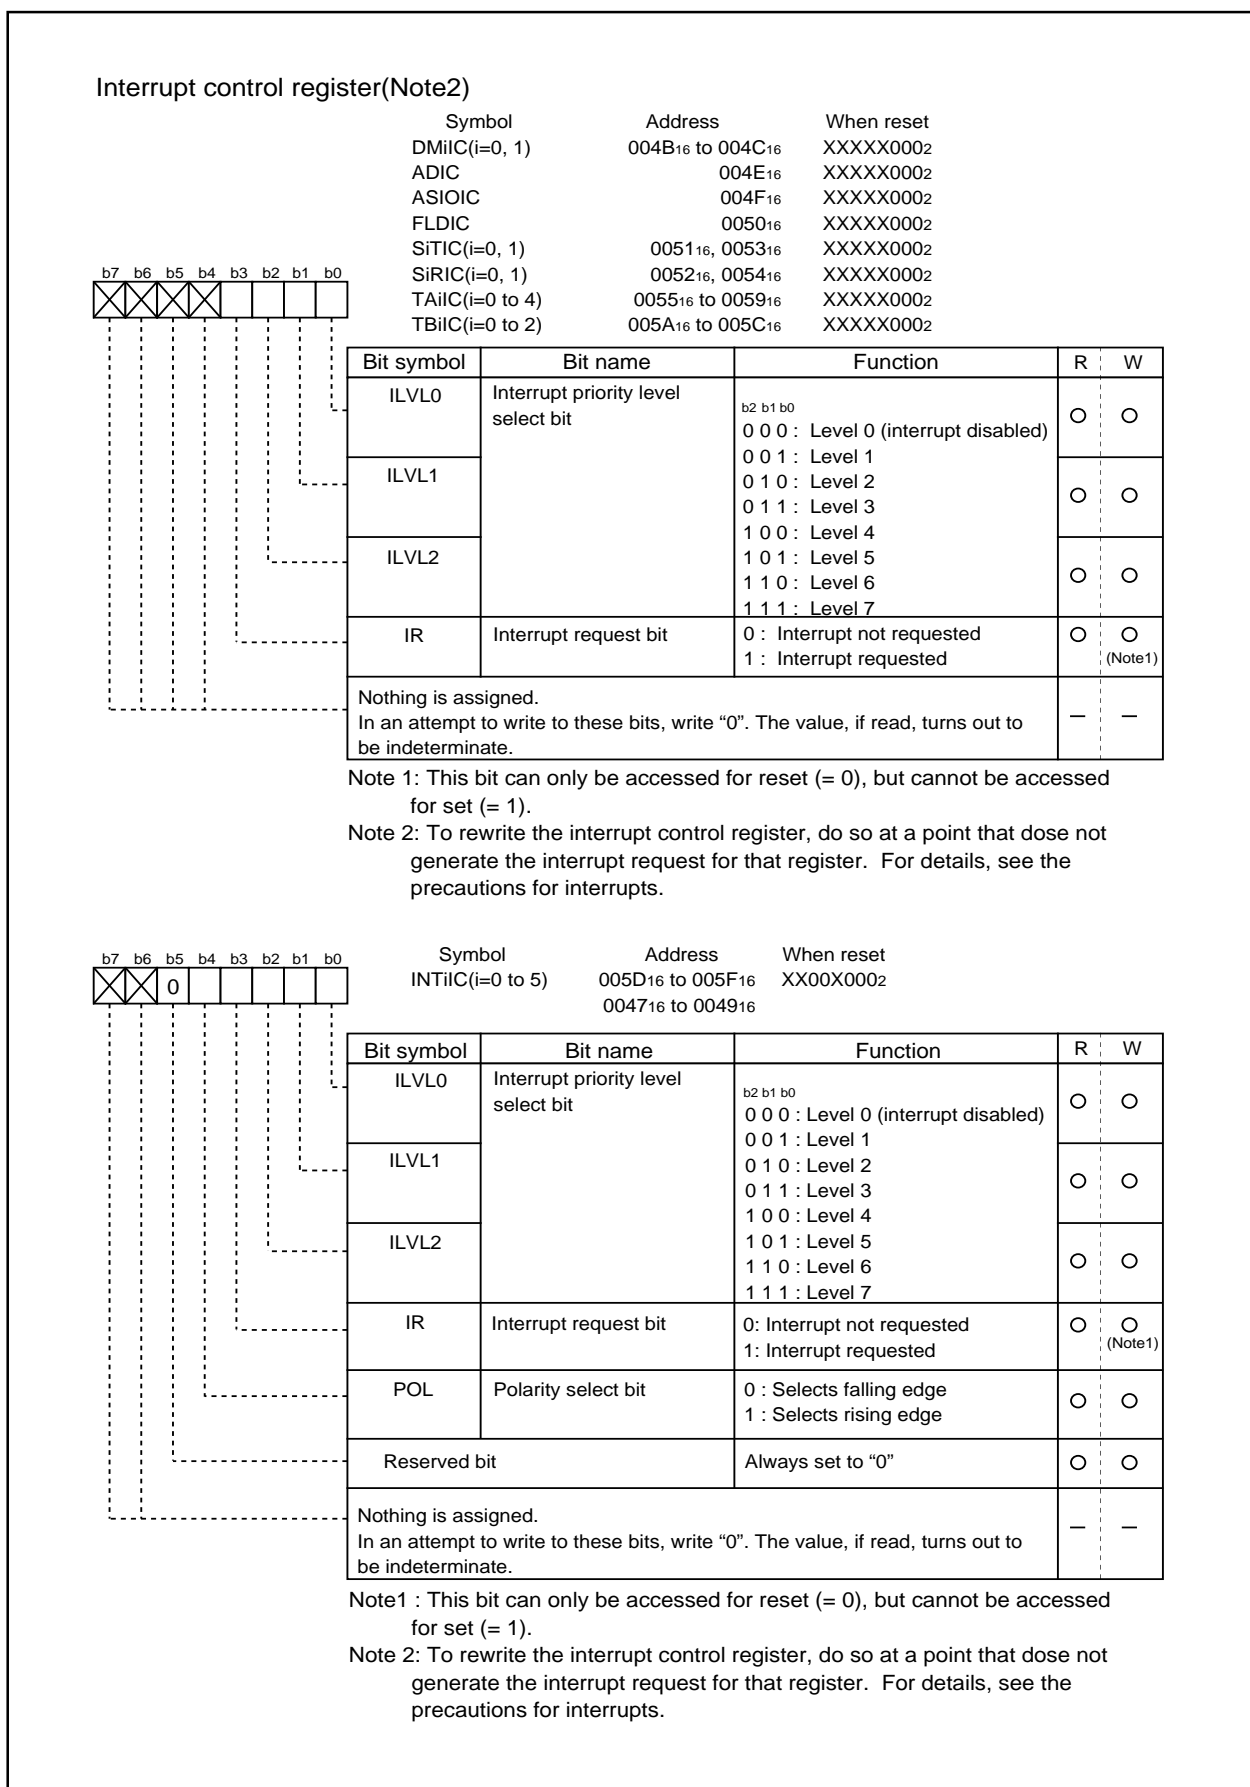 Interrupt control register(Note2)
Symbol Address When reset
DMiIC(i=0, 1) 004B16 to 004C16 XXXXX0002
ADIC 004E16 XXXXX0002
ASIOIC 004F16 XXXXX0002
FLDIC 005016 XXXXX0002
SiTIC(i=0, 1) 005116, 005316 XXXXX0002
SiRIC(i=0, 1) 005216, 005416 XXXXX0002
TAiIC(i=0 to 4) 005516 to 005916 XXXXX0002
TBiIC(i=0 to 2) 005A16 to 005C16 XXXXX0002
b7 b6 b5 b4 b3 b2 b1 b0
Bit symbol Bit name Function R W
ILVL0 Interrupt priority level
select bit
b2 b1 b0
0 0 0 : Level 0 (interrupt disabled)
0 0 1 : Level 1
ILVL1 0 1 0 : Level 2
0 1 1 : Level 3
1 0 0 : Level 4
ILVL2 1 0 1 : Level 5
1 1 0 : Level 6
1 1 1 : Level 7
IR Interrupt request bit 0 : Interrupt not requested
1 : Interrupt requested (Note1)
Nothing is assigned.
In an attempt to write to these bits, write “0”. The value, if read, turns out to
be indeterminate.
Note 1: This bit can only be accessed for reset (= 0), but cannot be accessed
for set (= 1).
Note 2: To rewrite the interrupt control register, do so at a point that dose not
generate the interrupt request for that register. For details, see the
precautions for interrupts.
Symbol Address When reset
INTiIC(i=0 to 5) 005D16 to 005F16 XX00X0002
004716 to 004916
b7 b6 b5 b4 b3 b2 b1 b0
0
Bit symbol Bit name Function R W
ILVL0 Interrupt priority level
select bit
b2 b1 b0
0 0 0 : Level 0 (interrupt disabled)
0 0 1 : Level 1
ILVL1 0 1 0 : Level 2
0 1 1 : Level 3
1 0 0 : Level 4
ILVL2 1 0 1 : Level 5
1 1 0 : Level 6
1 1 1 : Level 7
IR Interrupt request bit 0: Interrupt not requested
1: Interrupt requested (Note1)
POL Polarity select bit 0 : Selects falling edge
1 : Selects rising edge
Reserved bit Always set to “0”
Nothing is assigned.
In an attempt to write to these bits, write “0”. The value, if read, turns out to
be indeterminate.
Note1 : This bit can only be accessed for reset (= 0), but cannot be accessed
for set (= 1).
Note 2: To rewrite the interrupt control register, do so at a point that dose not
generate the interrupt request for that register. For details, see the
precautions for interrupts.